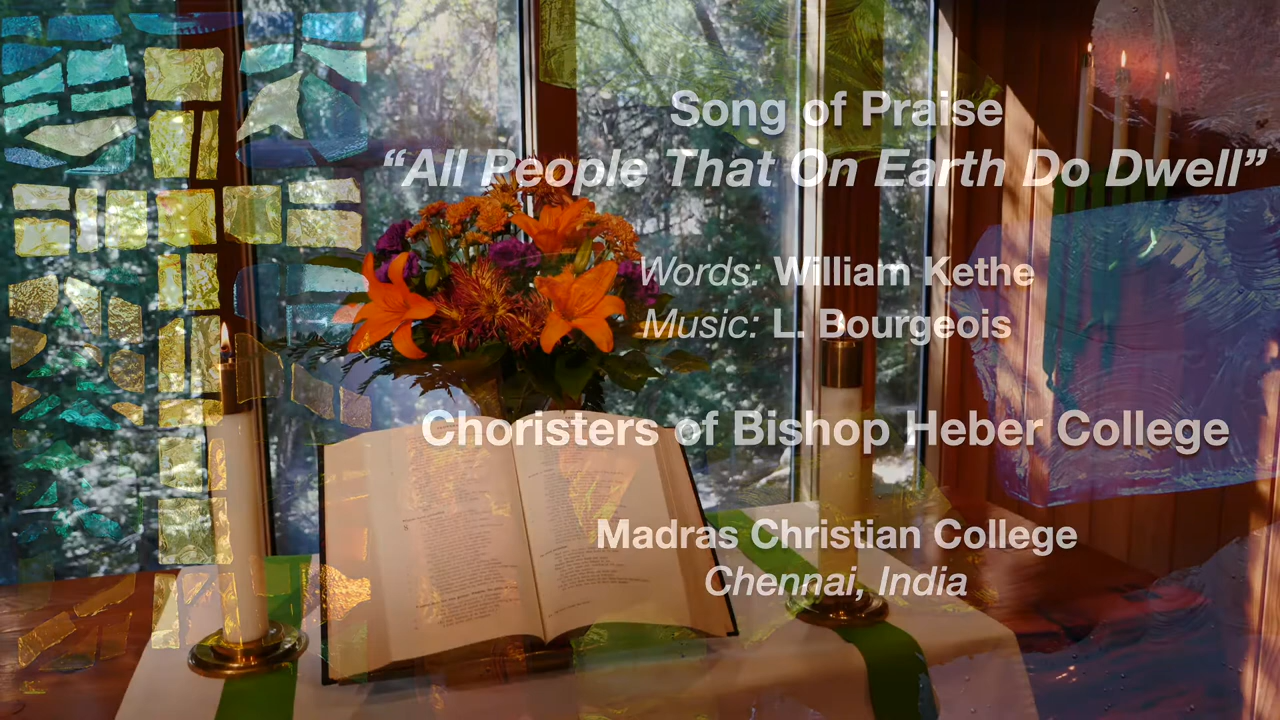 Song of Praise
“All People That On Earth Do Dwell”
Words: William Kethe
Music: L. Bourgeois
Choristers of Bishop Heber College
Madras Christian College
Chennai, India